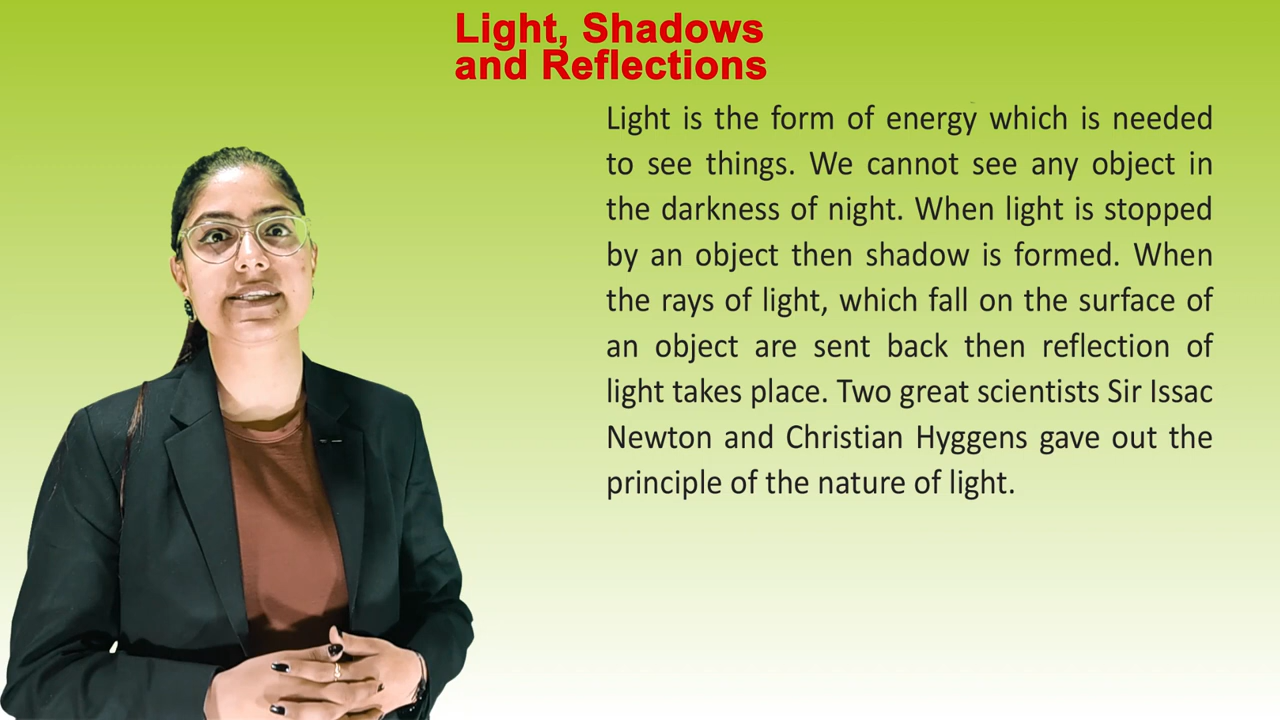 Light, Shadows
and Reflections
Light is the form of energy which is needed
to see things. We cannot see any object in
the darkness of night. When light is stopped
by an object then shadow is formed. When
the rays of light, which fall on the surface of
an object are sent back then reflection of
light takes place. Two great scientists Sir Issac
Newton and Christian Hyggens gave out the
principle of the nature of light.